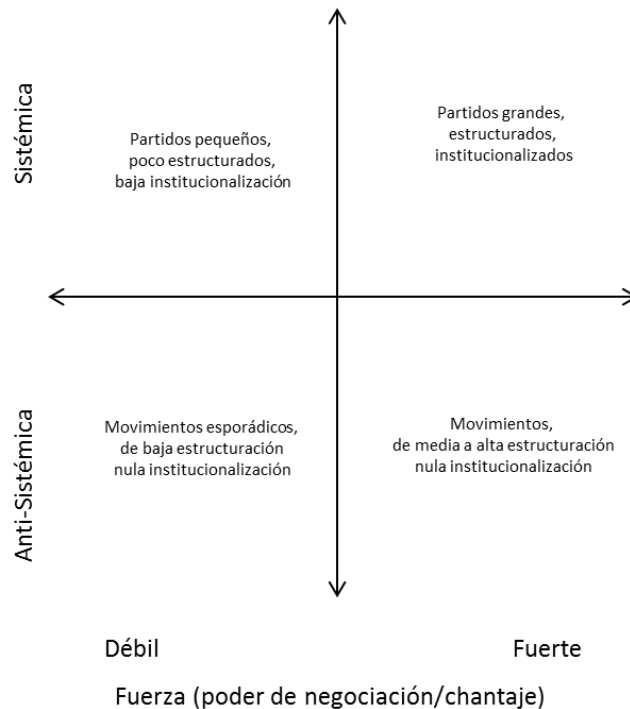 Sistémica
Partidos pequeños,
poco estructurados,
baja institucionalización
Partidos grandes,
estructurados,
institucionalizados
Anti-Sistémica
Movimientos esporádicos,
de baja estructuración
nula institucionalización
Movimientos,
de media a alta estructuración
nula institucionalización
Débil
Fuerte
Fuerza (poder de negociación/chantaje)